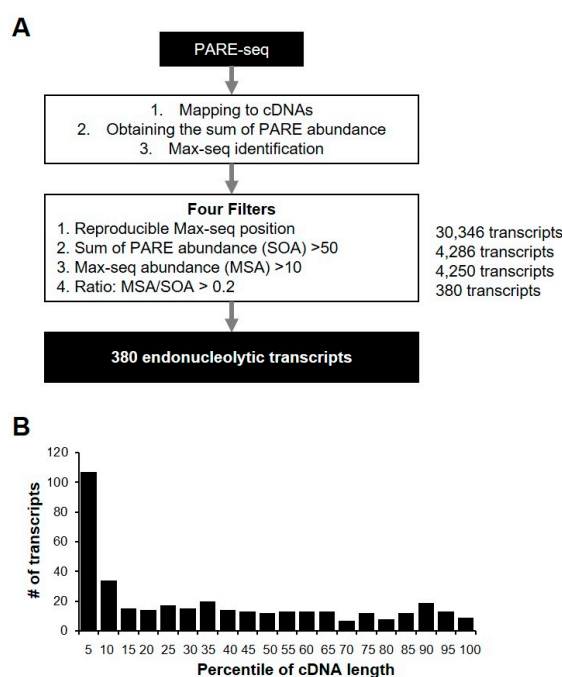 A
PARE-seq
1. Mapping to cDNAs
2. Obtaining the sum of PARE abundance
3. Max-seq identification
Four Filters
1. Reproducible Max-seq position
2. Sum of PARE abundance (SOA) >50
3. Max-seq abundance (MSA) >10
4. Ratio: MSA/SOA > 0.2
30,346 transcripts
4,286 transcripts
4,250 transcripts
380 transcripts
380 endonucleolytic transcripts
B
# of transcripts
120
100
80
60
40
20
0
5 10 15 20 25 30 35 40 45 50 55 60 65 70 75 80 85 90 95 100
Percentile of cDNA length